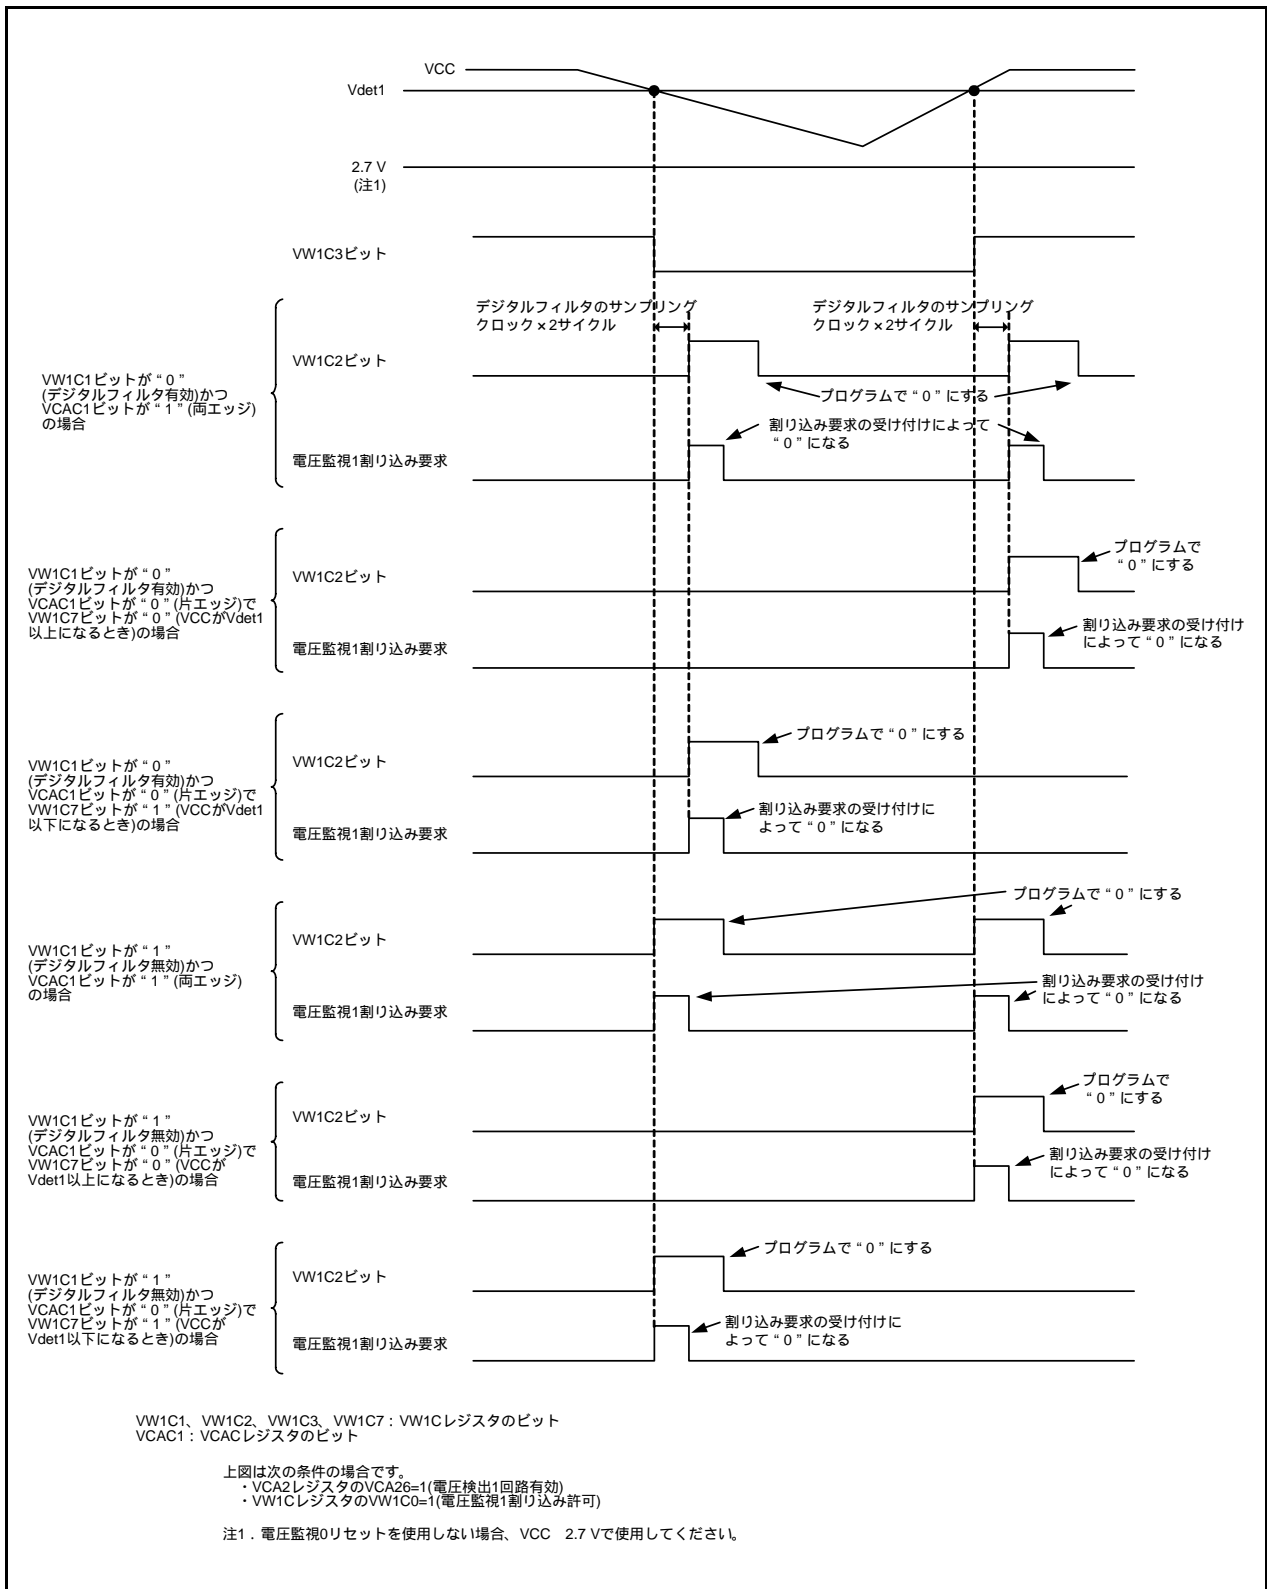 VCC
Vdet1
2.7 V
(注1)
VW1C3ビット
デジタルフィルタのサンプリング
クロック×2サイクル
デジタルフィルタのサンプリング
クロック×2サイクル
VW1C1ビットが“0”
(デジタルフィルタ有効)かつ
VCAC1ビットが“1”(両エッジ)
の場合
VW1C2ビット
プログラムで“0”にする
割り込み要求の受け付けによって
“0”になる
電圧監視1割り込み要求
VW1C1ビットが“0”
(デジタルフィルタ有効)かつ
VCAC1ビットが“0”(片エッジ)で
VW1C7ビットが“0”(VCCがVdet1
以上になるとき)の場合
VW1C2ビット
プログラムで
“0”にする
電圧監視1割り込み要求
割り込み要求の受け付け
によって“0”になる
VW1C1ビットが“0”
(デジタルフィルタ有効)かつ
VCAC1ビットが“0”(片エッジ)で
VW1C7ビットが“1”(VCCがVdet1
以下になるとき)の場合
VW1C2ビット
プログラムで“0”にする
電圧監視1割り込み要求
割り込み要求の受け付けに
よって“0”になる
VW1C1ビットが“1”
(デジタルフィルタ無効)かつ
VCAC1ビットが“1”(両エッジ)
の場合
VW1C2ビット
プログラムで“0”にする
電圧監視1割り込み要求
割り込み要求の受け付け
によって“0”になる
VW1C1ビットが“1”
(デジタルフィルタ無効)かつ
VCAC1ビットが“0”(片エッジ)で
VW1C7ビットが“0”(VCCが
Vdet1以上になるとき)の場合
VW1C2ビット
プログラムで
“0”にする
電圧監視1割り込み要求
割り込み要求の受け付け
によって“0”になる
VW1C1ビットが“1”
(デジタルフィルタ無効)かつ
VCAC1ビットが“0”(片エッジ)で
VW1C7ビットが“1”(VCCが
Vdet1以下になるとき)の場合
VW1C2ビット
プログラムで“0”にする
電圧監視1割り込み要求
割り込み要求の受け付けに
よって“0”になる
VW1C1、VW1C2、VW1C3、VW1C7:VW1Cレジスタのビット
VCAC1:VCACレジスタのビット
上図は次の条件の場合です。
・VCA2レジスタのVCA26=1(電圧検出1回路有効)
・VW1CレジスタのVW1C0=1(電圧監視1割り込み許可)
注1.電圧監視0リセットを使用しない場合、VCC 2.7 Vで使用してください。